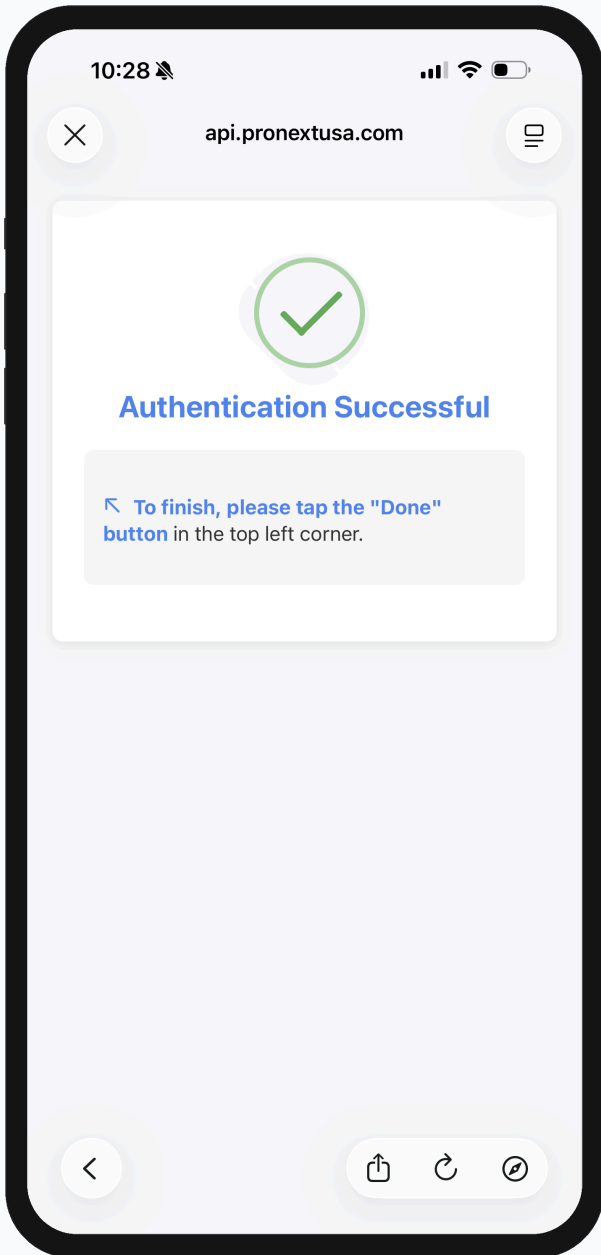 10:28
api.pronextusa.com
Authentication Successful
To finish, please tap the "Done"
button in the top left corner.